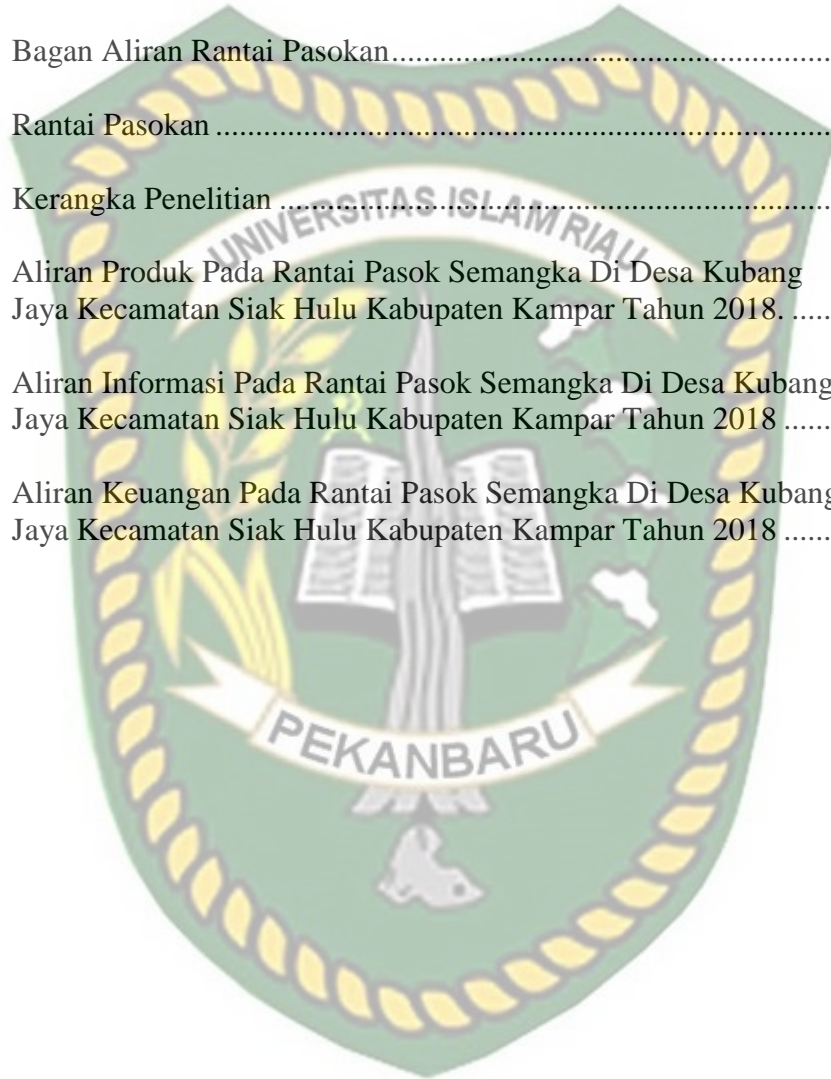 Bagan Aliran Rantai Pasokan......................................................
Rantai Pasokan ............................................................................
Kerangka Penelitian .....................................................................
UNIVERSITAS ISLAM RIAU
Aliran Produk Pada Rantai Pasok Semangka Di Desa Kubang
Jaya Kecamatan Siak Hulu Kabupaten Kampar Tahun 2018. .....
Aliran Informasi Pada Rantai Pasok Semangka Di Desa Kubang
Jaya Kecamatan Siak Hulu Kabupaten Kampar Tahun 2018 ......
Aliran Keuangan Pada Rantai Pasok Semangka Di Desa Kubang
Jaya Kecamatan Siak Hulu Kabupaten Kampar Tahun 2018 ......
PEKANBARU